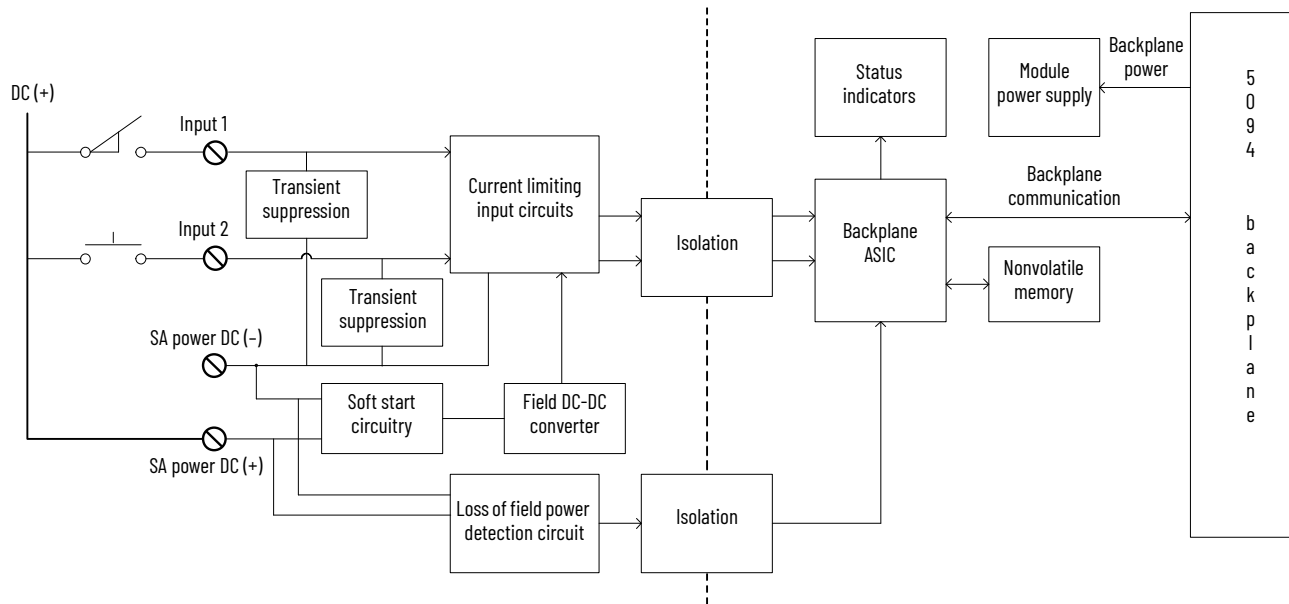 DC (+)
Input 1
Transient
suppression
Input 2
Transient
suppression
SA power DC (–)
SA power DC (+)
Soft start
circuitry
Field DC-DC
converter
Current limiting
input circuits
Loss of field power
detection circuit
Isolation
Isolation
Status
indicators
Backplane
ASIC
Module
power supply
Backplane
power
Backplane
communication
Nonvolatile
memory
5
0
9
4
b
a
c
k
p
l
a
n
e